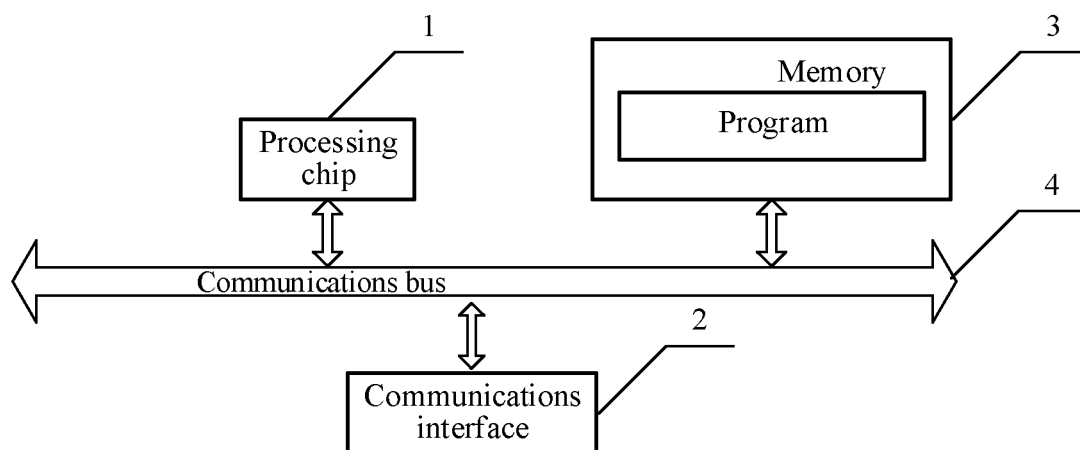 1
3
Memory
Processing
chip
Program
4
Communications bus
2
Communications
interface